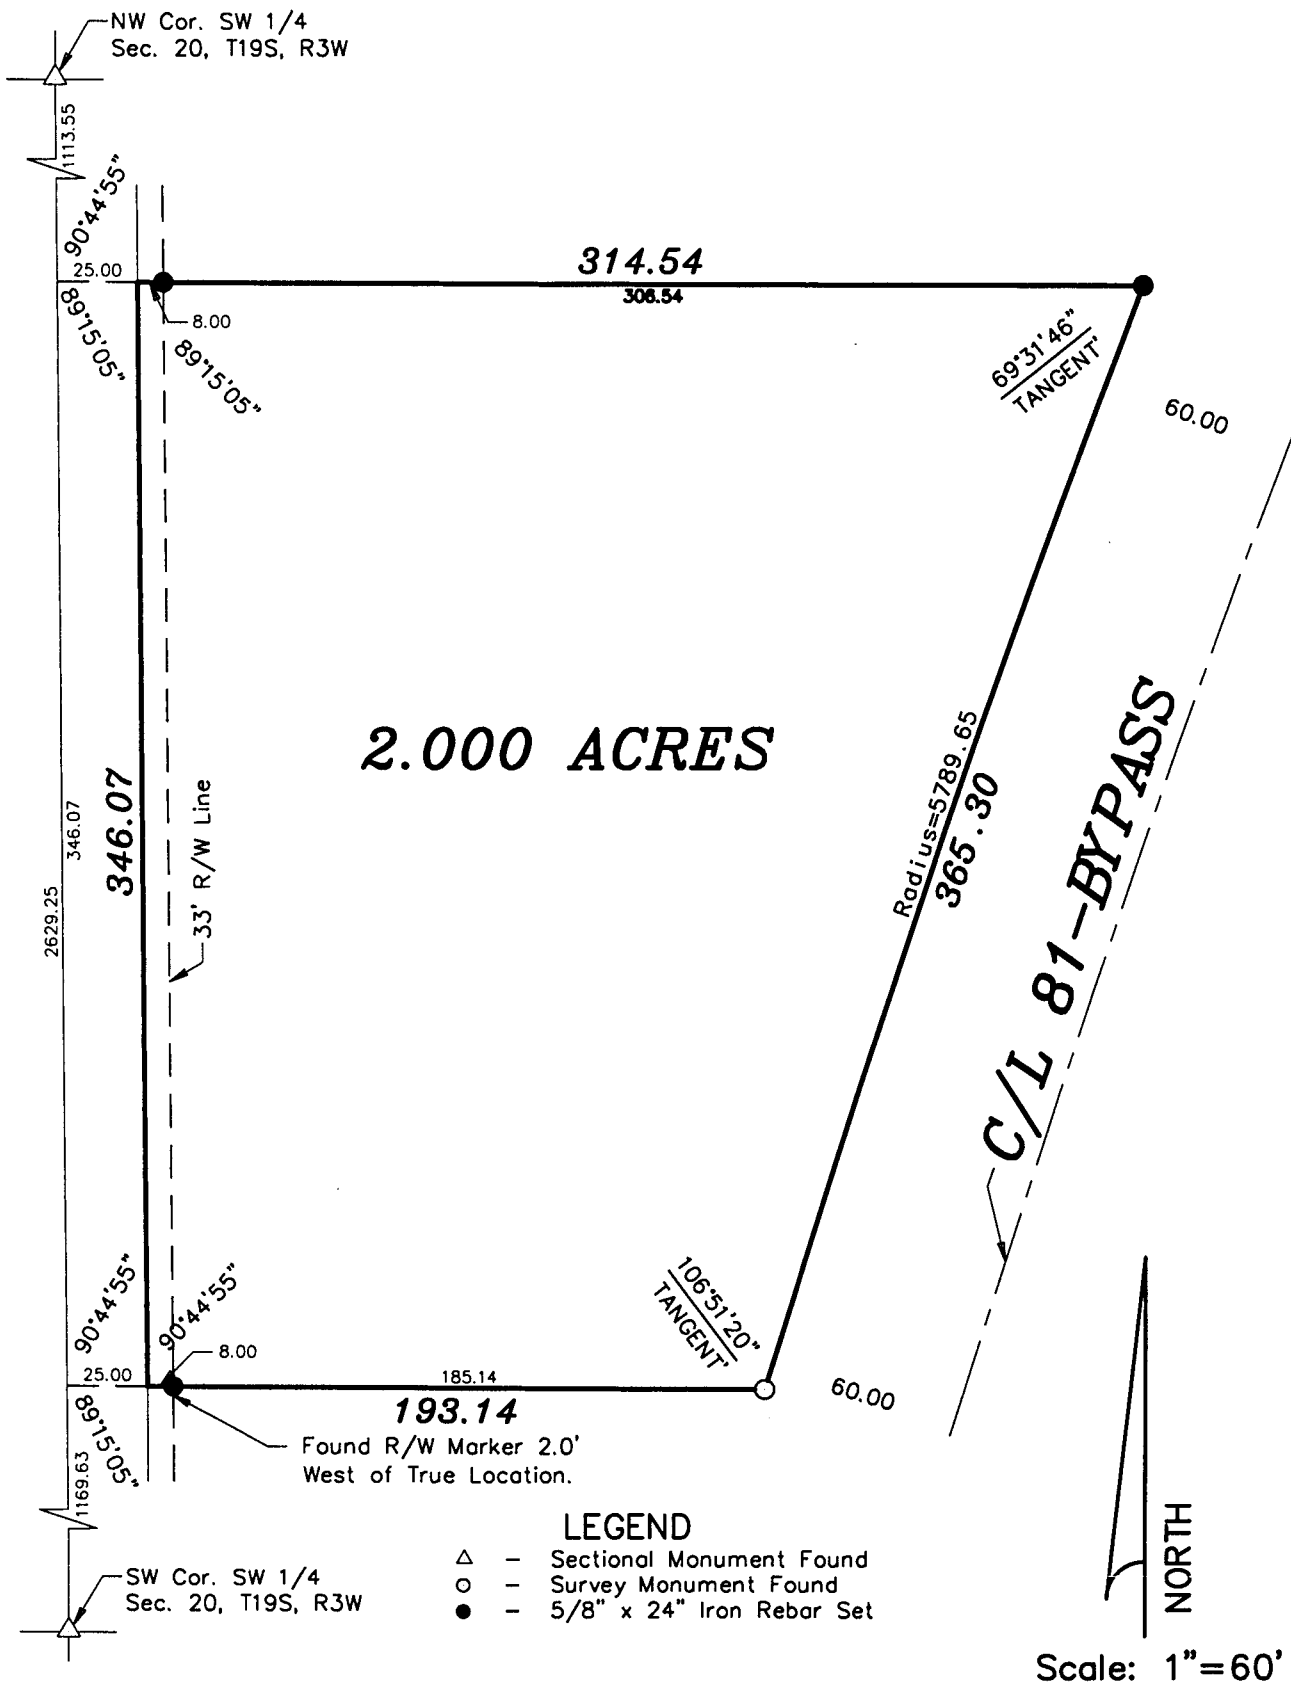 NW Cor. SW 1/4
Sec. 20, T19S, R3W
1113.55
90°44'55"
25.00
314.54
306.54
8.00
89°15'05"
89°15'05"
69°31'46"
TANGENT'
60.00
2.000 ACRES
346.07
346.07
2629.25
33' R/W Line
Radius=5789.65
365.30
C/L 81-BYPASS
90°44'55"
90°44'55"
8.00
106°51'20"
TANGENT'
25.00
185.14
193.14
60.00
89°15'05"
1169.63
Found R/W Marker 2.0'
West of True Location.
LEGEND
△ - Sectional Monument Found
○ - Survey Monument Found
● - 5/8" x 24" Iron Rebar Set
SW Cor. SW 1/4
Sec. 20, T19S, R3W
NORTH
Scale: 1"=60'